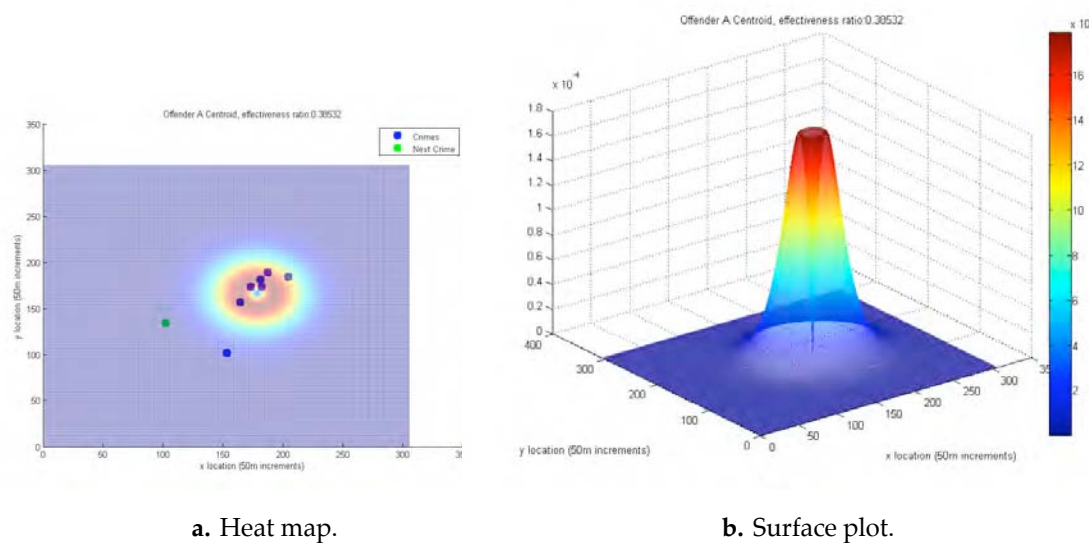 Offender A Centroid, effectiveness ratio:0.38532
350
300
250
200
150
100
50
0
y location (50m increments)
0 50 100 150 200 250 300
x location (50m increments)
Crimes
Next Crime
Offender A Centroid, effectiveness ratio:0.38532
x 10⁻⁴
1.8
1.6
1.4
1.2
1
0.8
0.6
0.4
0.2
0
400
300
200
100
0
y location (50m increments)
0
50
100
150
200
250
300
x location (50m increments)
x 10
16
14
12
10
8
6
4
2
a. Heat map.
b. Surface plot.